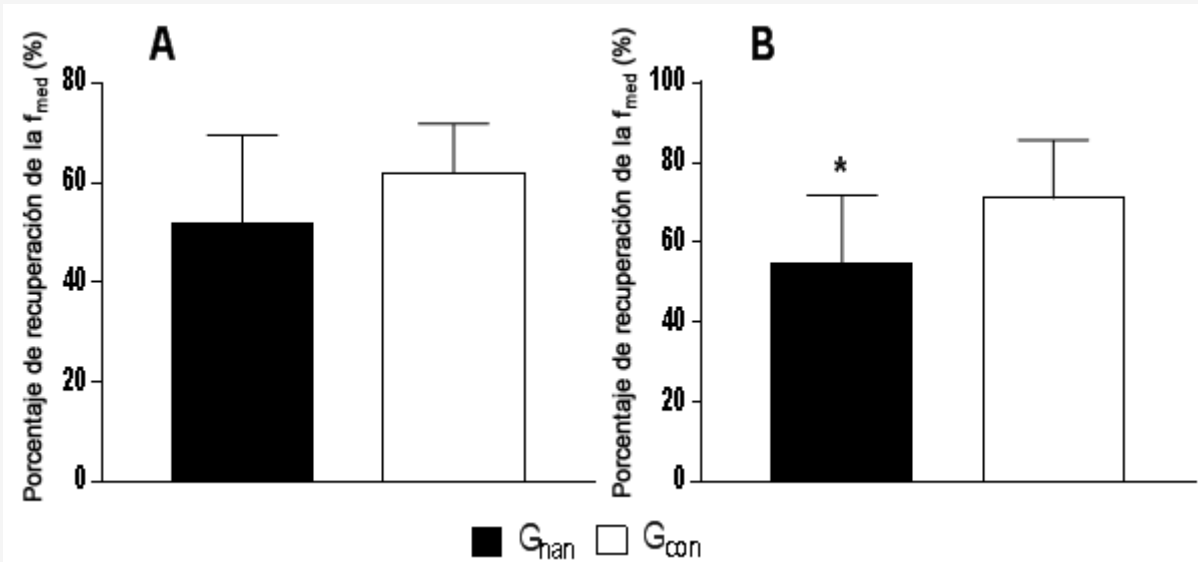 A
Porcentaje de recuperación de la fmed (%)
80
60
40
20
0
B
Porcentaje de recuperación de la fmed (%)
100
80
60
40
20
0
*
Gnan
Gcon